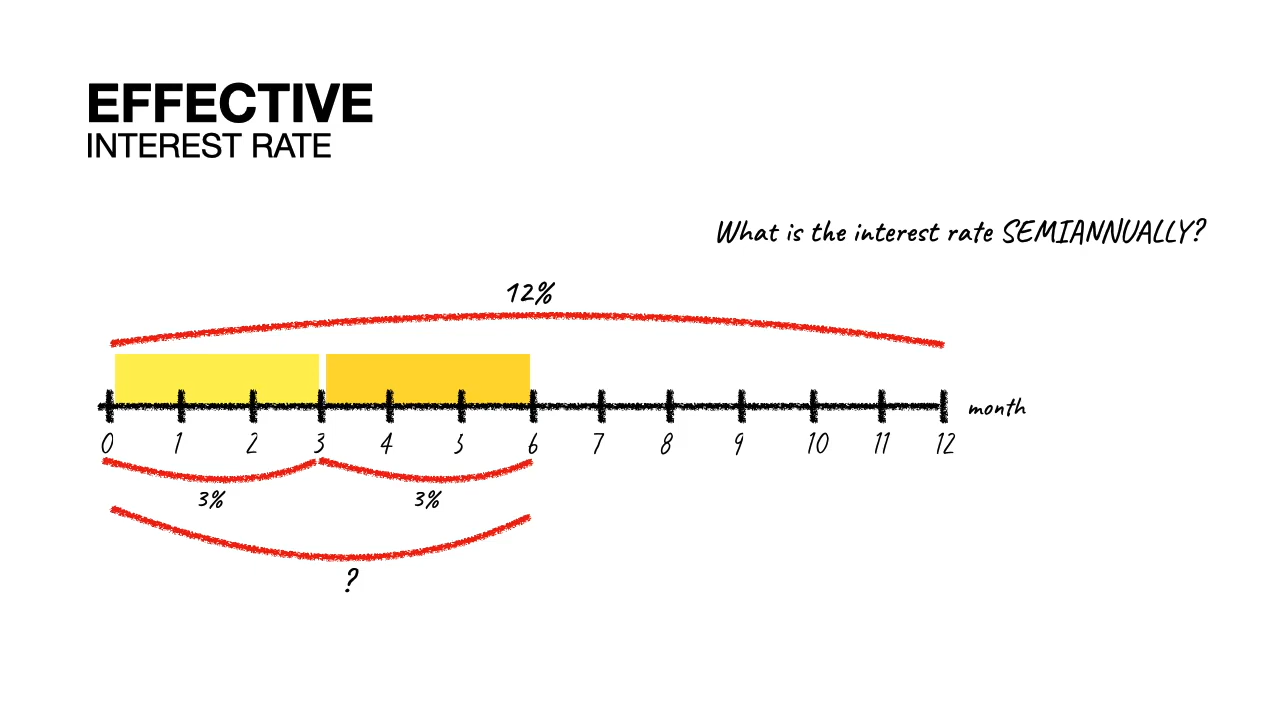 EFFECTIVE
INTEREST RATE
What is the interest rate SEMIANNUALLY?
12%
month
0 1 2 3 4 5 6 7 8 9 10 11 12
3% 3%
?